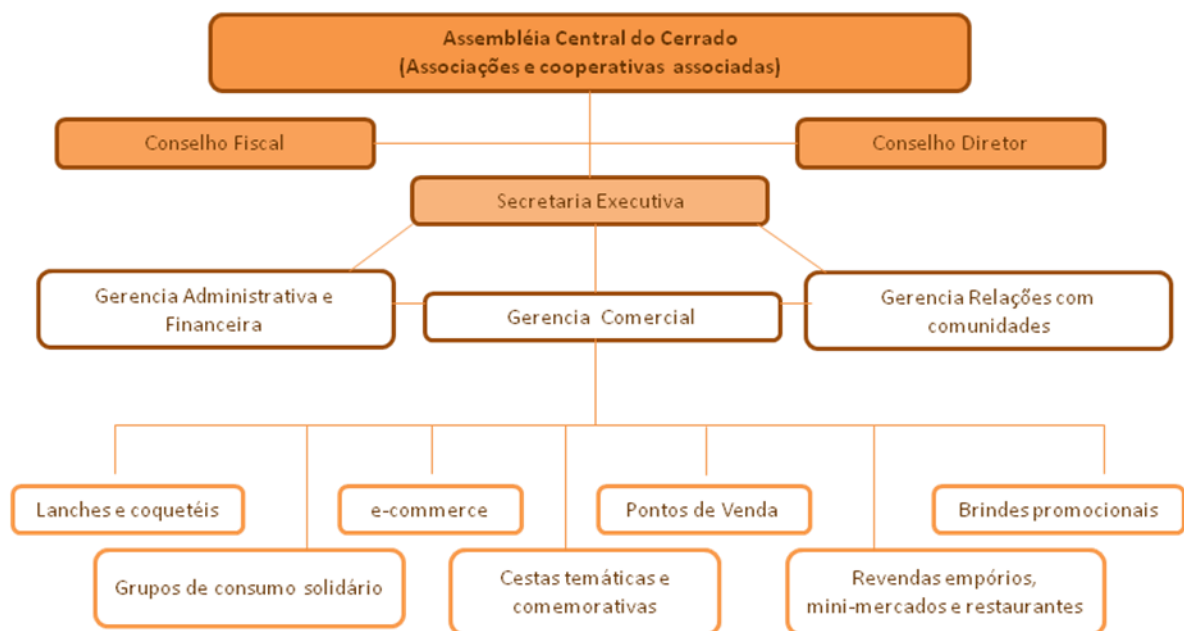 Assembléia Central do Cerrado
(Associações e cooperativas associadas)
Conselho Fiscal
Conselho Diretor
Secretaria Executiva
Gerencia Administrativa e
Financeira
Gerencia Comercial
Gerencia Relações com
comunidades
Lanches e coquetéis
e-commerce
Pontos de Venda
Brindes promocionais
Grupos de consumo solidário
Cestas temáticas e
comemorativas
Revendas empórios,
mini-mercados e restaurantes